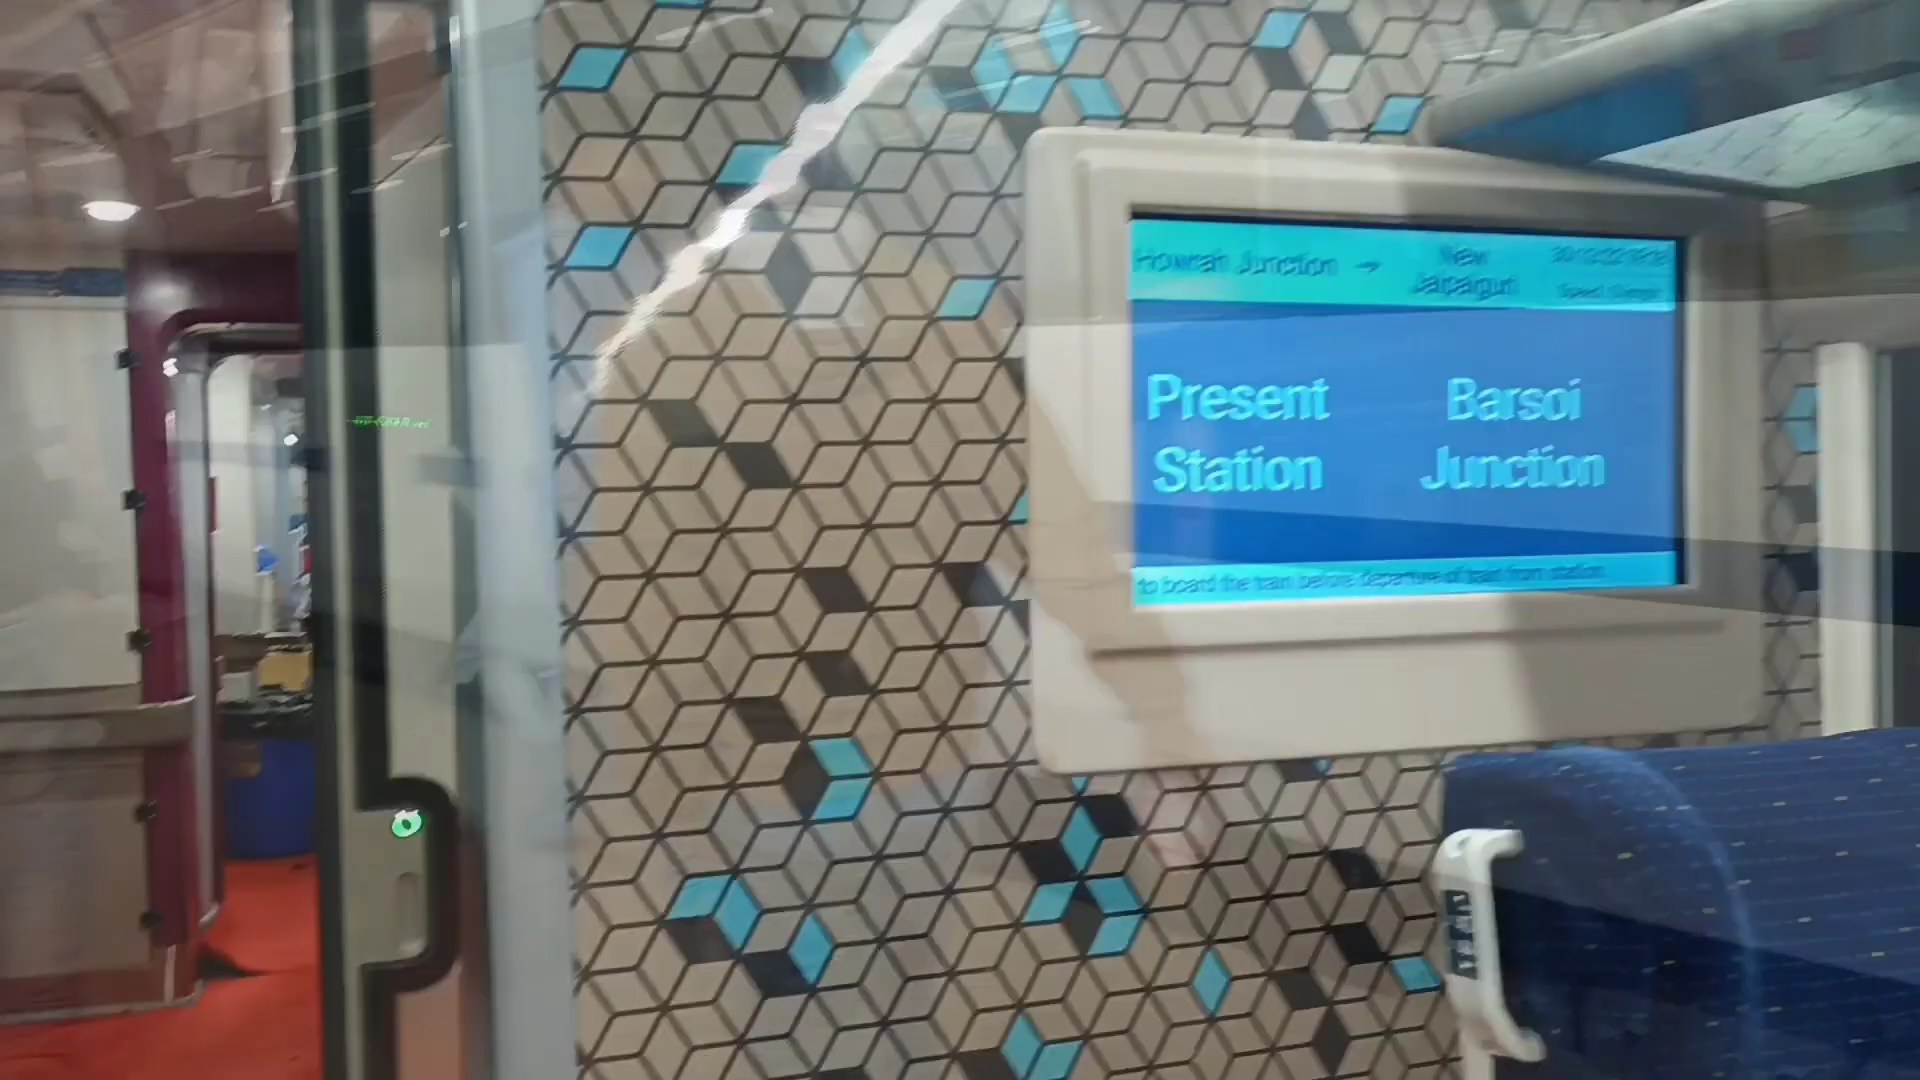 Howrah Junction → New
Jalpaiguri
Present Barsoi
Station Junction
to board the train before departure of train from station